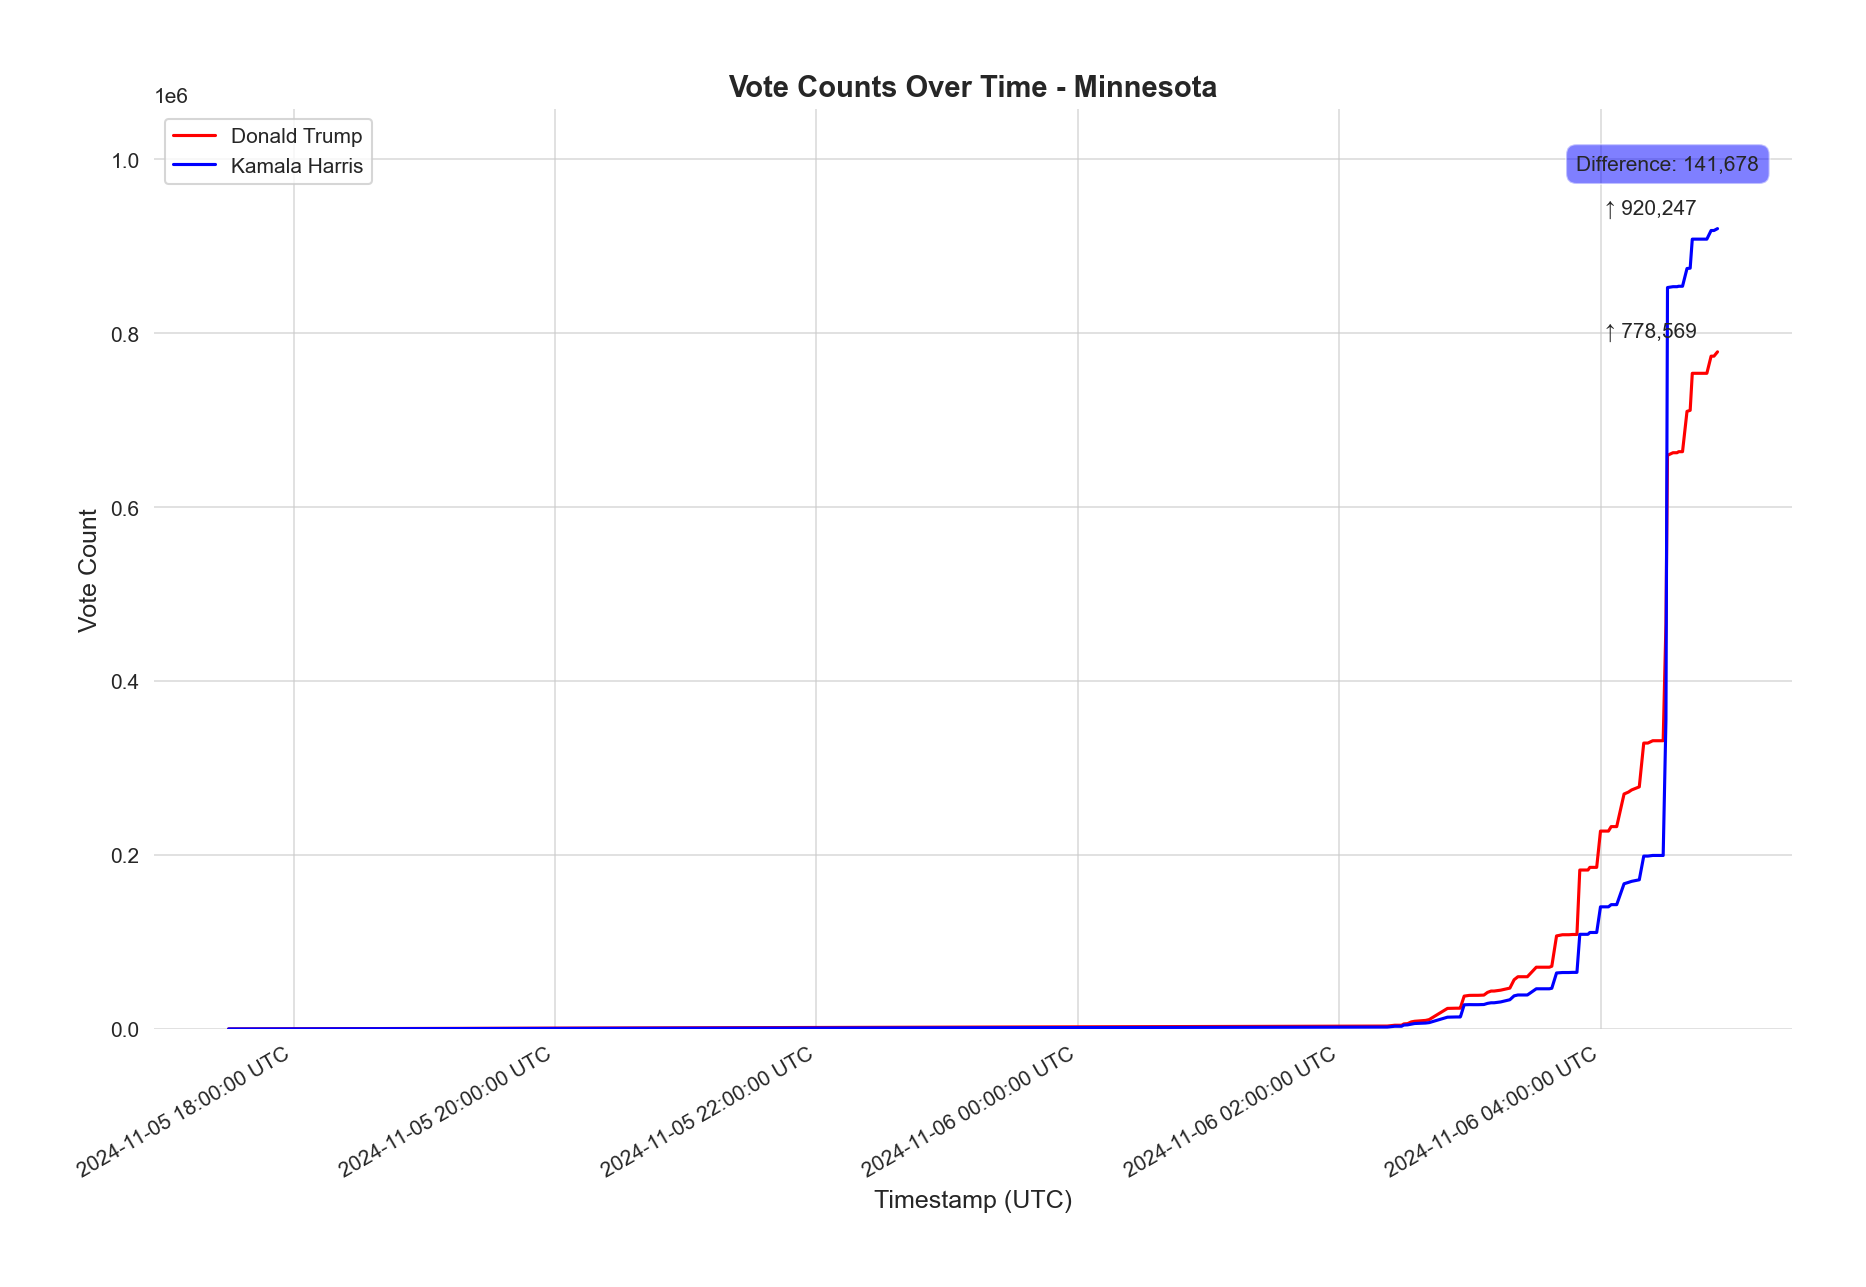 Vote Counts Over Time - Minnesota
1e6
Donald Trump
Kamala Harris
Difference: 141,678
↑ 920,247
↑ 778,569
1.0
0.8
0.6
0.4
0.2
0.0
Vote Count
2024-11-05 18:00:00 UTC
2024-11-05 20:00:00 UTC
2024-11-05 22:00:00 UTC
2024-11-06 00:00:00 UTC
2024-11-06 02:00:00 UTC
2024-11-06 04:00:00 UTC
Timestamp (UTC)